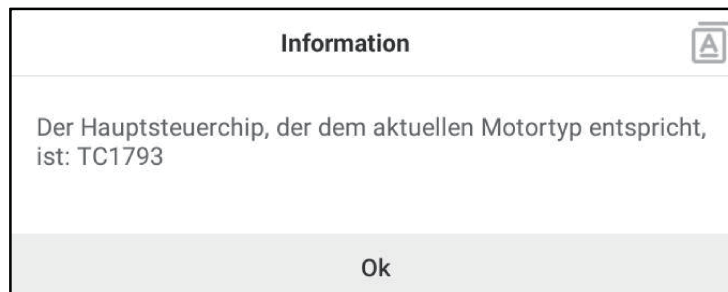 Information
A
Der Hauptsteuerchip, der dem aktuellen Motortyp entspricht,
ist: TC1793
Ok